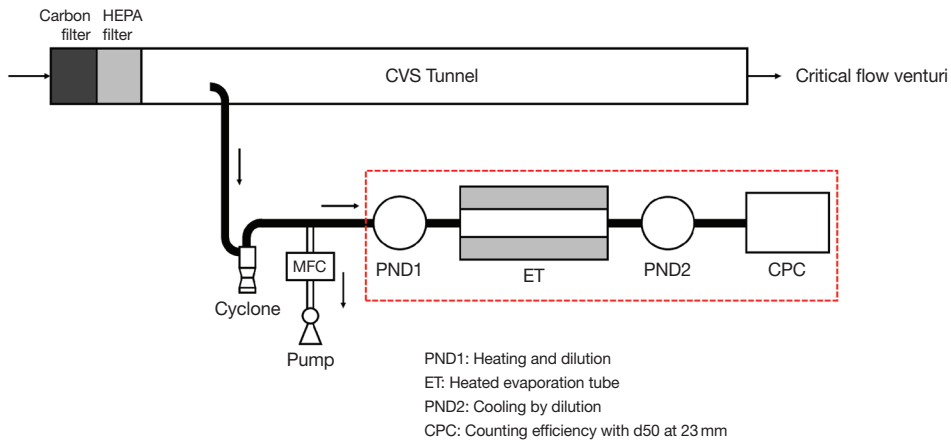 Carbon filter
HEPA filter
CVS Tunnel
Critical flow venturi
PND1
ET
PND2
CPC
MFC
Cyclone
Pump
PND1: Heating and dilution
ET: Heated evaporation tube
PND2: Cooling by dilution
CPC: Counting efficiency with d50 at 23 mm